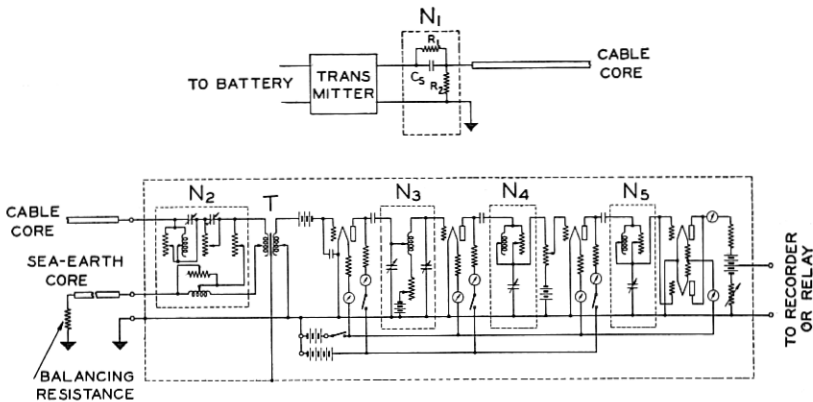 N1
R1
TO BATTERY
TRANS
MITTER
CS
R2
CABLE
CORE
N2
T
N3
N4
N5
CABLE
CORE
SEA-EARTH
CORE
BALANCING
RESISTANCE
TO RECORDER
OR RELAY